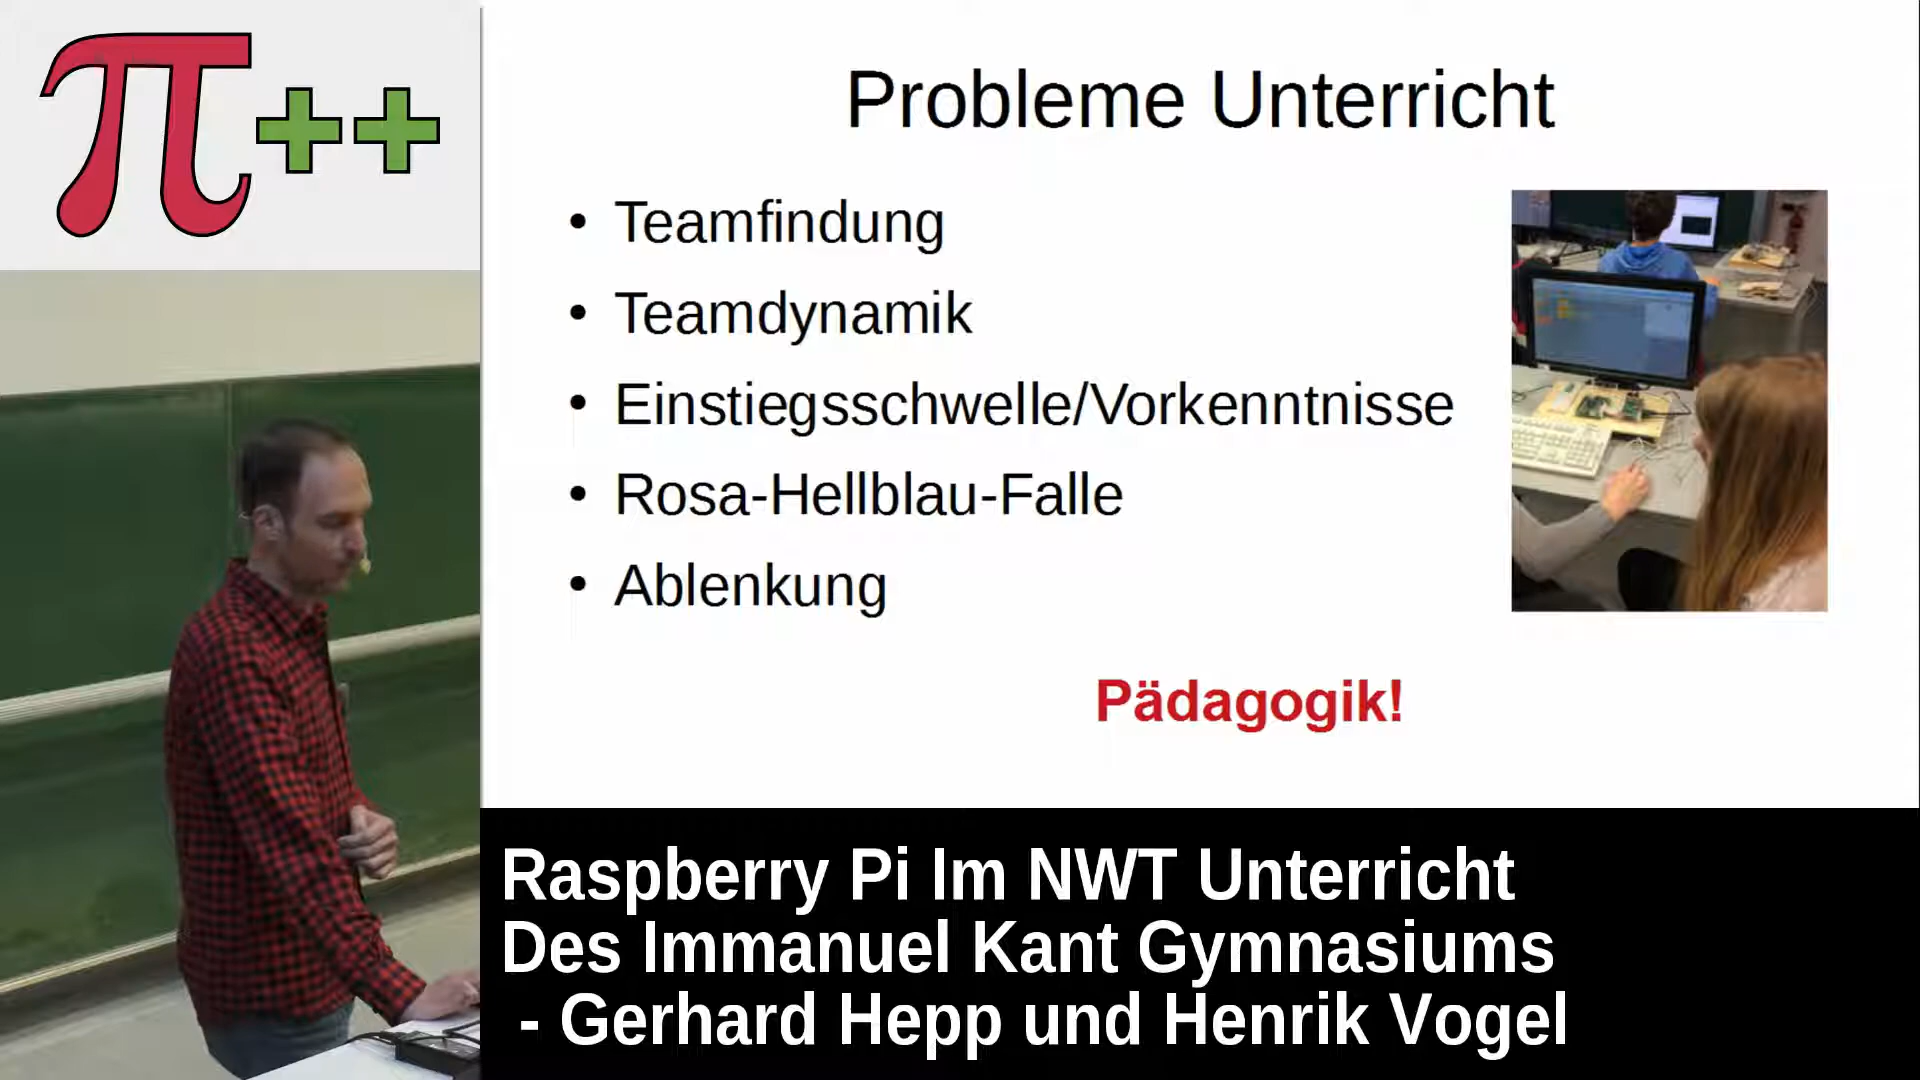 π++
Probleme Unterricht
• Teamfindung
• Teamdynamik
• Einstiegsschwelle/Vorkenntnisse
• Rosa-Hellblau-Falle
• Ablenkung
Pädagogik!
Raspberry Pi Im NWT Unterricht
Des Immanuel Kant Gymnasiums
- Gerhard Hepp und Henrik Vogel